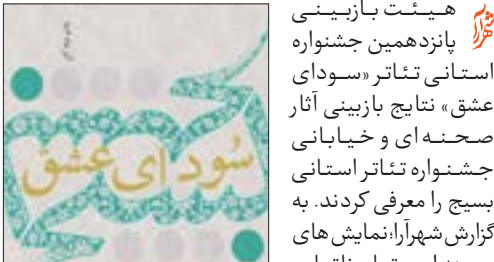 هیئت بازبینی
پانزدهمین جشنواره
استانی تئاتر «سودای
عشق» نتایج بازبینی آثار
صحنه‌ای و خیابانی
جشنواره تئاتر استانی
بسیج را معرفی کردند. به
گزارش شهرآرا؛نمایش‌های
سودای عشق
شهرآرا